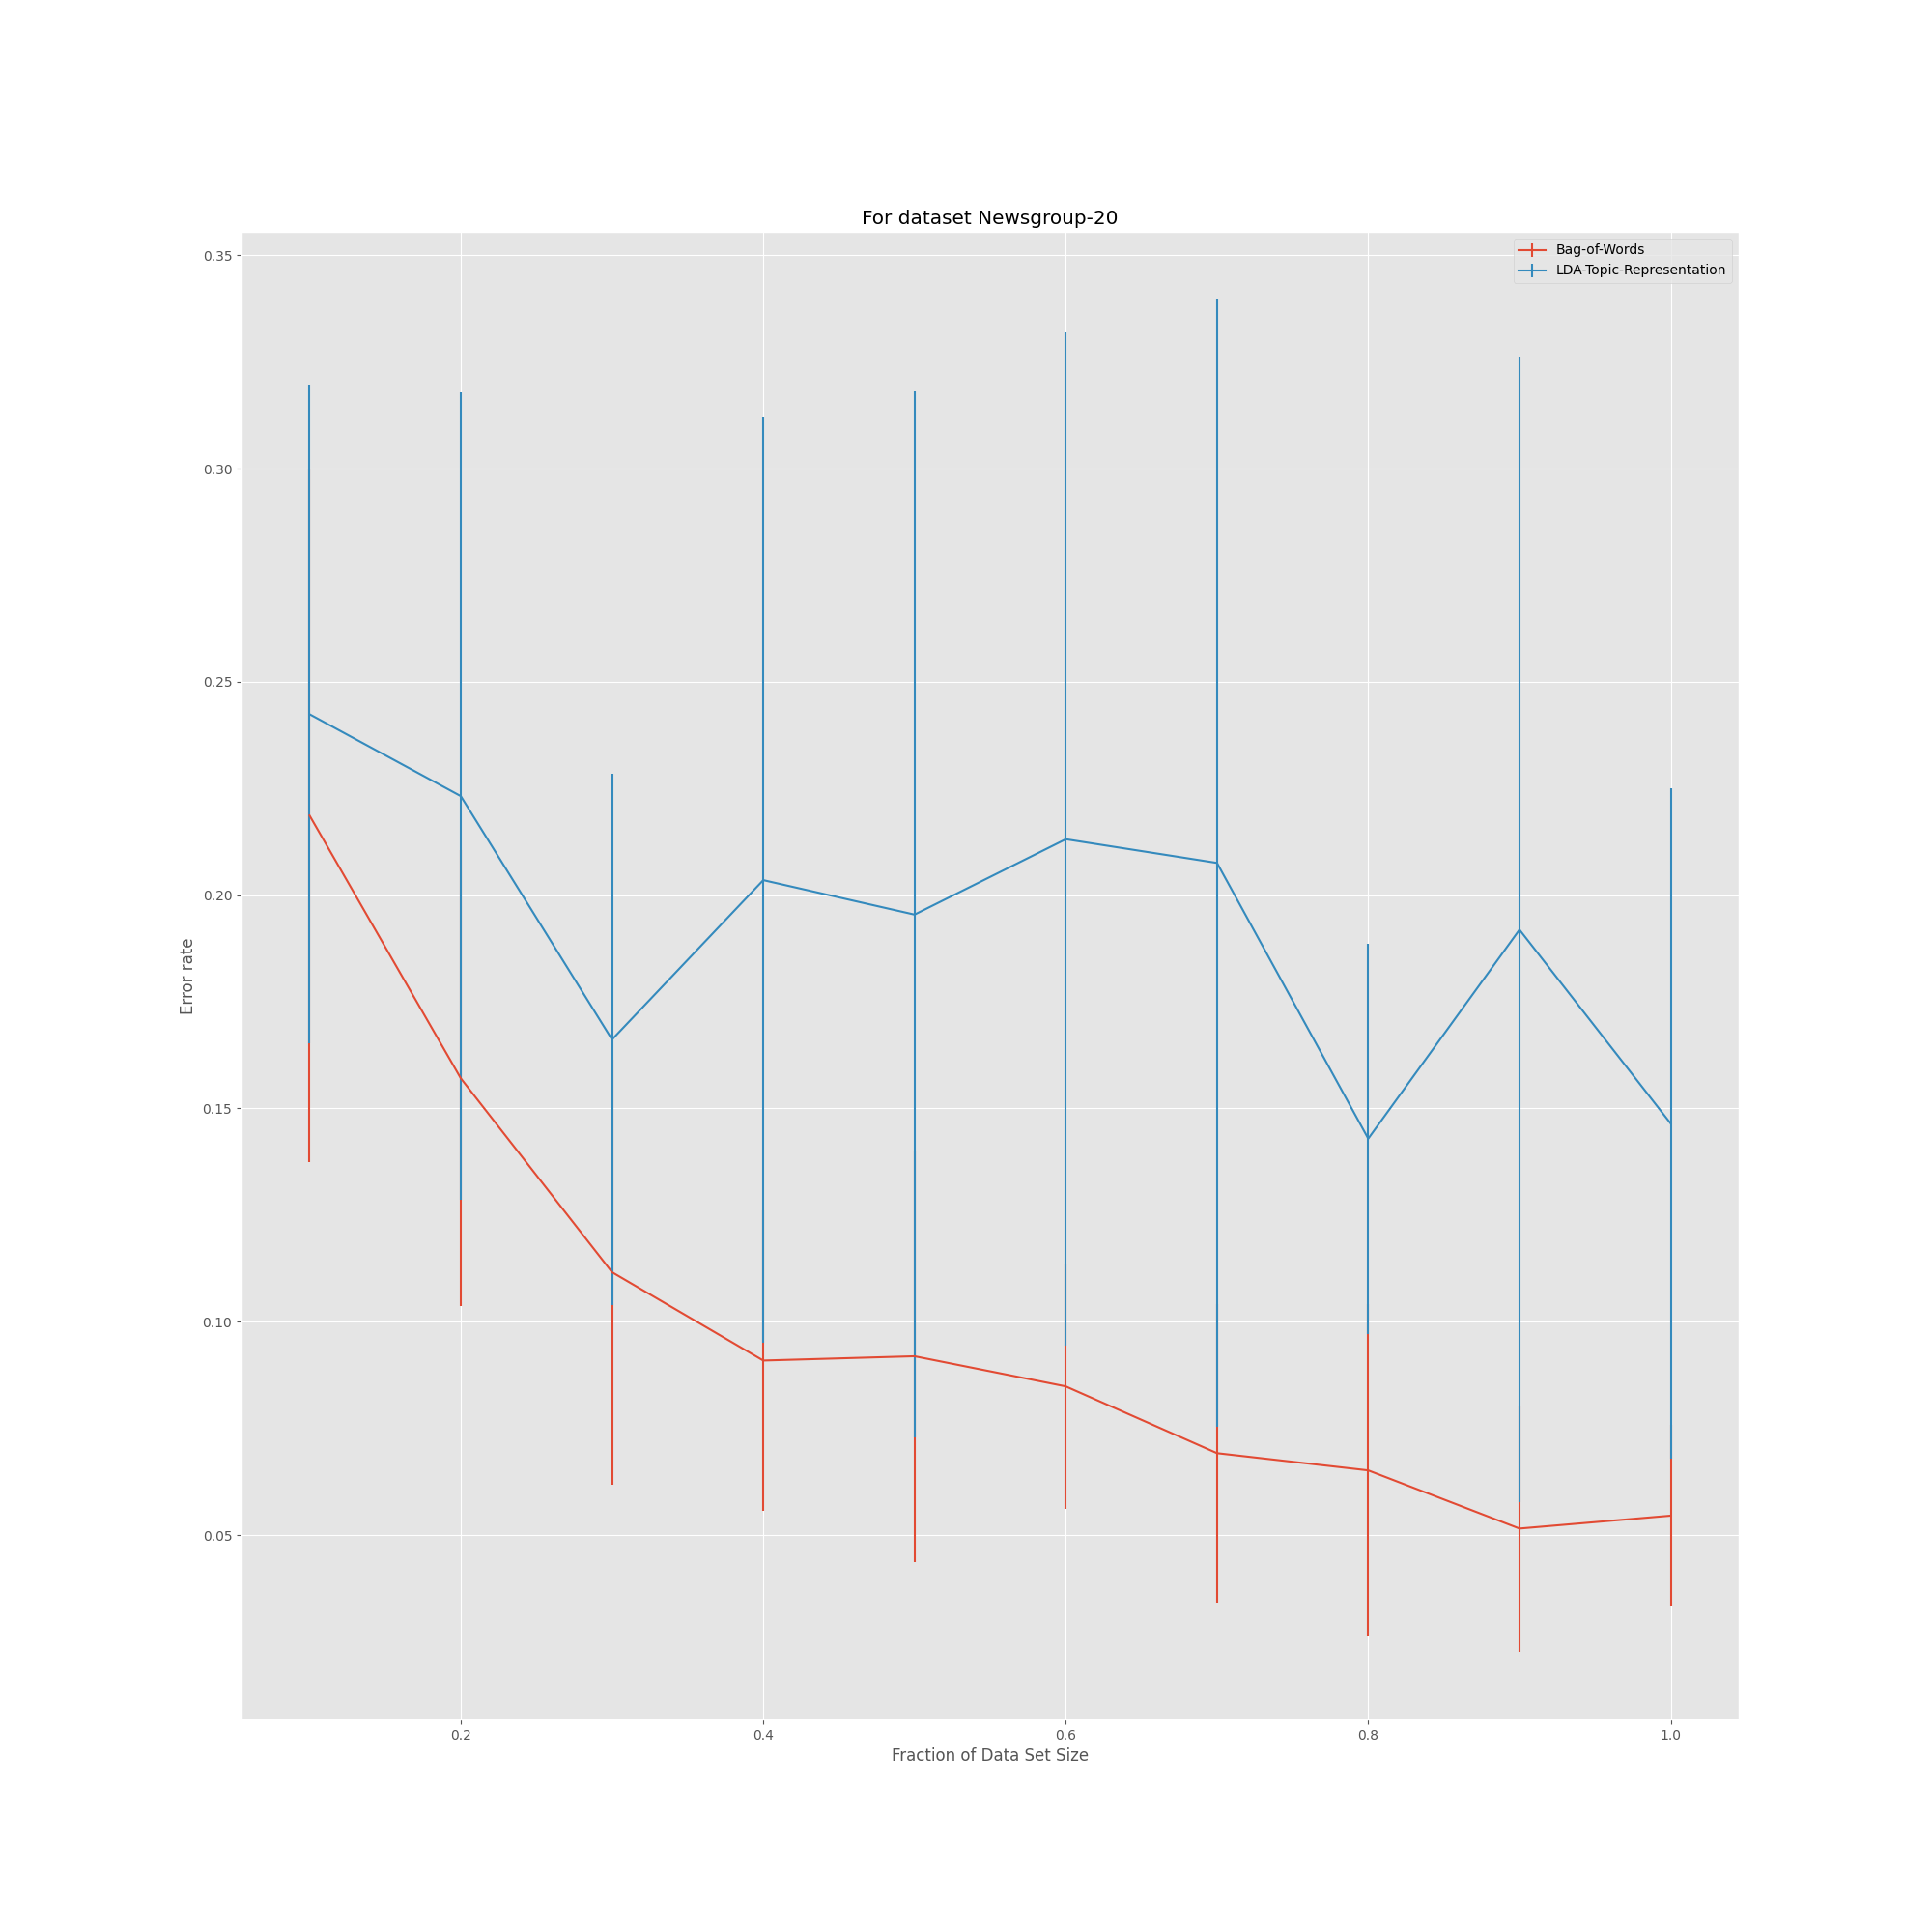 For dataset Newsgroup-20
Bag-of-Words
LDA-Topic-Representation
0.35
0.30
0.25
0.20
0.15
0.10
0.05
Error rate
0.2 0.4 0.6 0.8 1.0
Fraction of Data Set Size